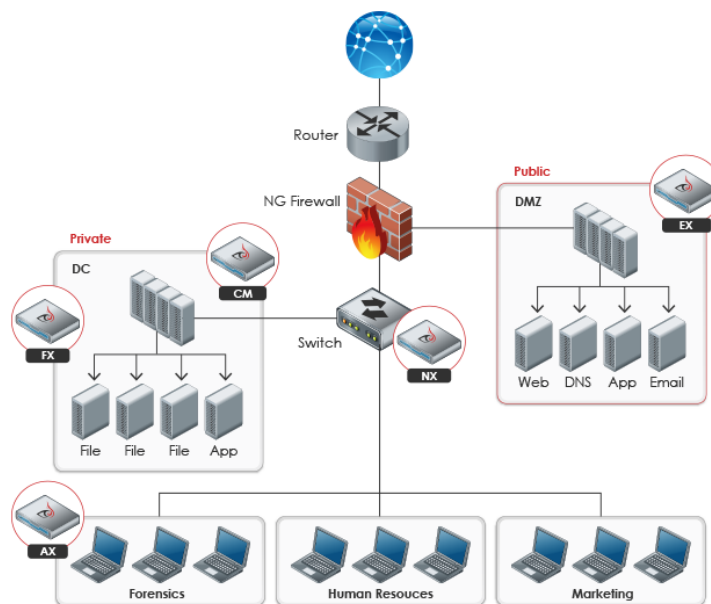 Router
Public
NG Firewall
DMZ
EX
Private
DC
CM
FX
Switch
NX
Web DNS App Email
File File File App
AX
Forensics
Human Resouces
Marketing